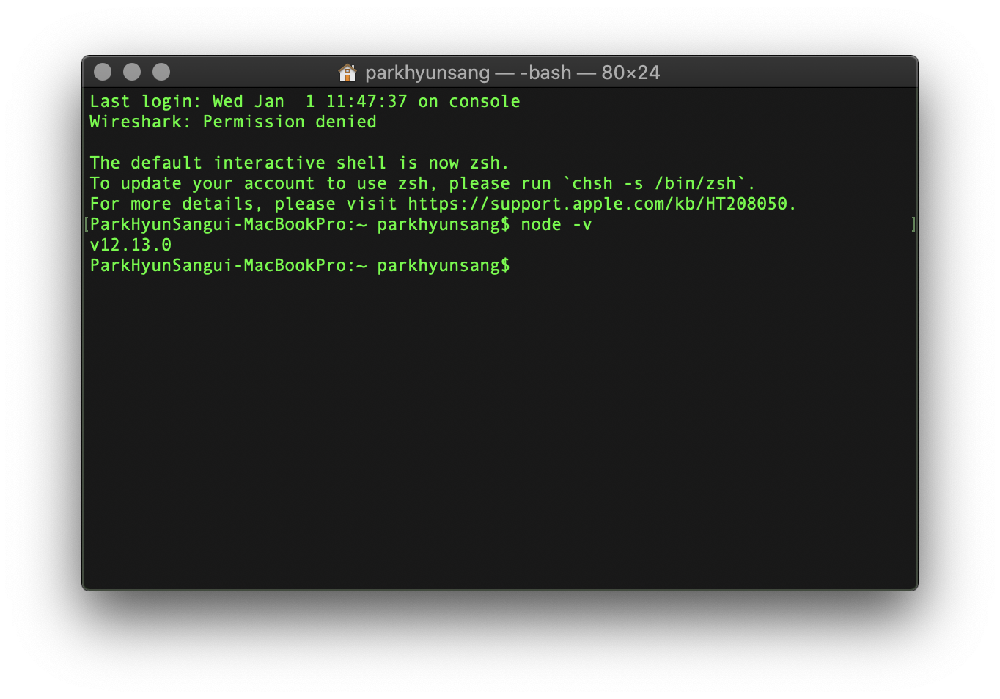 parkhyunsang — -bash — 80×24
Last login: Wed Jan  1 11:47:37 on console
Wireshark: Permission denied
The default interactive shell is now zsh.
To update your account to use zsh, please run `chsh -s /bin/zsh`.
For more details, please visit https://support.apple.com/kb/HT208050.
[ParkHyunSangui-MacBookPro:~ parkhyunsang$ node -v ]
v12.13.0
ParkHyunSangui-MacBookPro:~ parkhyunsang$